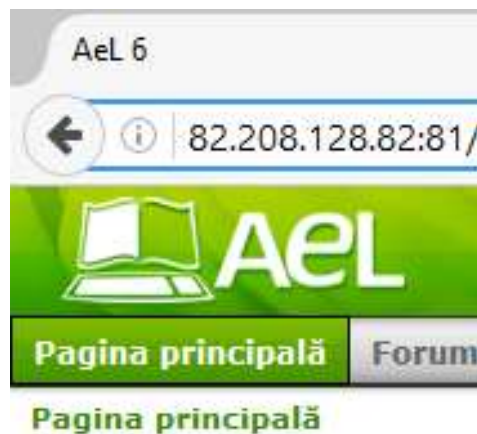 AeL 6
82.208.128.82:81/
AeL
Pagina principală Forum
Pagina principală